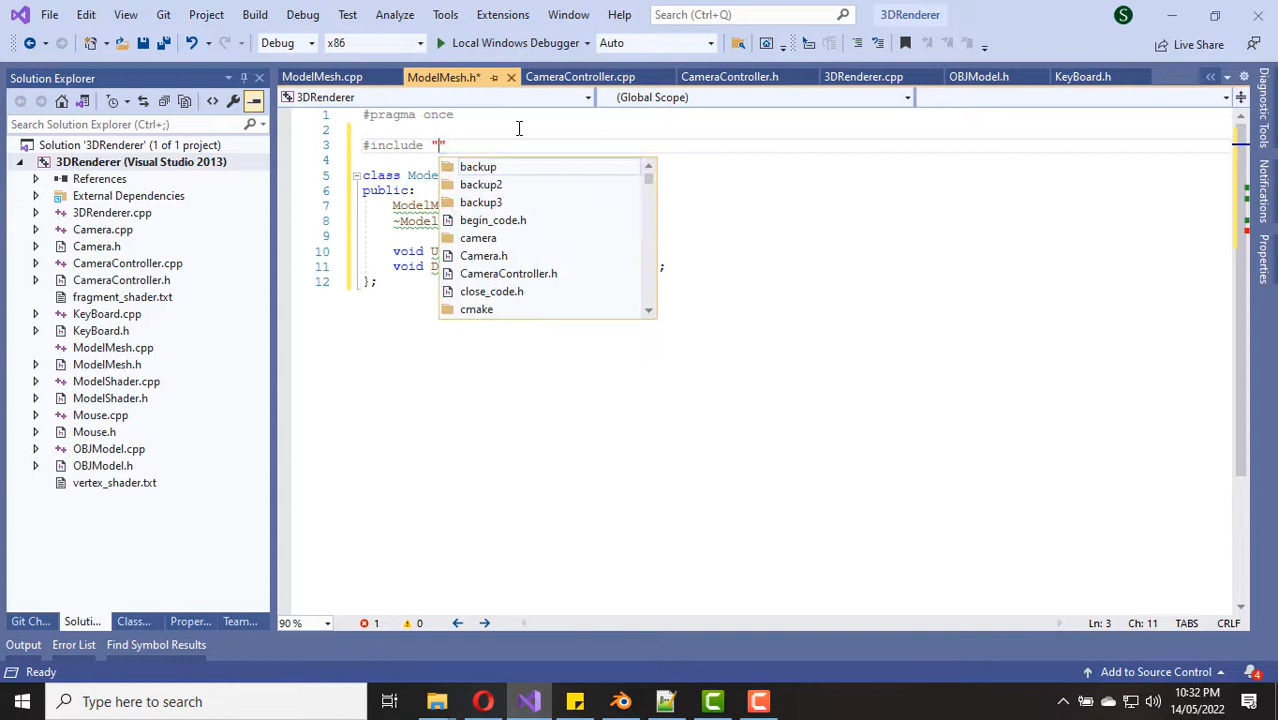 File Edit View Git Project Build Debug Test Analyze Tools Extensions Window Help Search (Ctrl+Q) 3DRenderer S
Debug x86 Local Windows Debugger Auto Live Share
Solution Explorer
Search Solution Explorer (Ctrl+;)
Solution '3DRenderer' (1 of 1 project)
3DRenderer (Visual Studio 2013)
References
External Dependencies
3DRenderer.cpp
Camera.cpp
Camera.h
CameraController.cpp
CameraController.h
fragment_shader.txt
KeyBoard.cpp
KeyBoard.h
ModelMesh.cpp
ModelMesh.h
ModelShader.cpp
ModelShader.h
Mouse.cpp
Mouse.h
OBJModel.cpp
OBJModel.h
vertex_shader.txt
Git Ch... Soluti... Class... Proper... Team...
ModelMesh.cpp ModelMesh.h* CameraController.cpp CameraController.h 3DRenderer.cpp OBJModel.h KeyBoard.h
3DRenderer (Global Scope)
1 #pragma once
2
3 #include ""
4
5 class Mode
6 public:
7 ModelM
8 ~Model
9
10 void U
11 void D ;
12 };
backup
backup2
backup3
begin_code.h
camera
Camera.h
CameraController.h
close_code.h
cmake
90 % 1 0 Ln: 3 Ch: 11 TABS CRLF
Diagnostic Tools
Notifications
Properties
Output Error List Find Symbol Results
Ready Add to Source Control 4
Type here to search
10:32 PM
14/05/2022